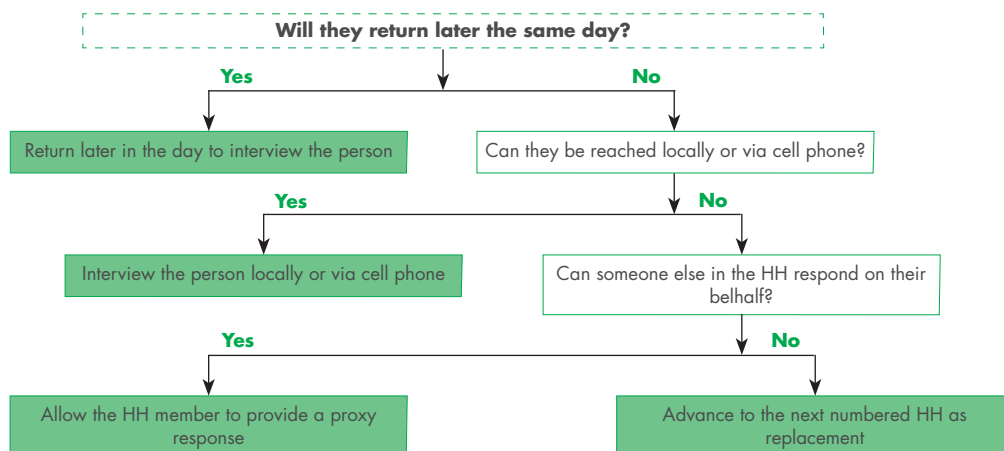 Will they return later the same day?
Yes
No
Return later in the day to interview the person
Can they be reached locally or via cell phone?
Yes
No
Interview the person locally or via cell phone
Can someone else in the HH respond on their
belhalf?
Yes
No
Allow the HH member to provide a proxy
response
Advance to the next numbered HH as
replacement